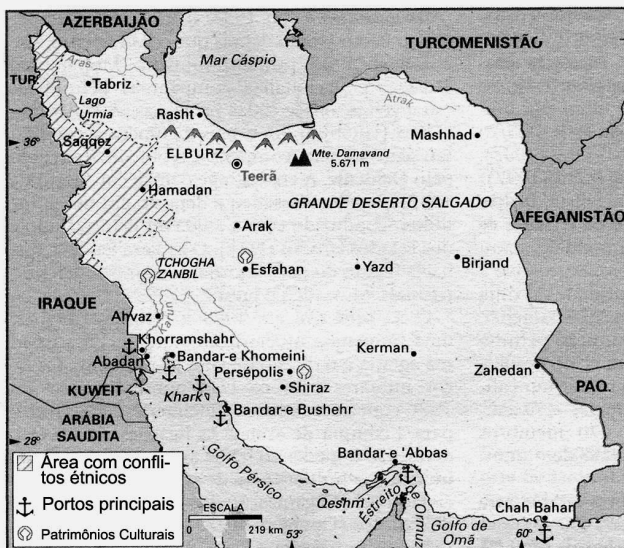 AZERBAIJÃO
TURCOMENISTÃO
Mar Cáspio
Aras
TUR.
Tabriz
Lago
Urmia
Rasht
Atrak
36°
Saqqez
ELBURZ
Mte. Damavand
5.671 m
Mashhad
Teerã
Hamadan
GRANDE DESERTO SALGADO
AFEGANISTÃO
Arak
TCHOGHA
ZANBIL
Esfahan
Yazd
Birjand
IRAQUE
Ahvaz
Karun
Khorramshahr
Abadan
Bandar-e Khomeini
Kerman
Persépolis
Zahedan
KUWEIT
Khark
Shiraz
PAQ.
ARÁBIA
SAUDITA
Bandar-e Bushehr
28°
Golfo Pérsico
Bandar-e 'Abbas
Qeshm
Estreito de Ormuz
Chah Bahar
Golfo de
Omã
Área com confli-
tos étnicos
Portos principais
Patrimônios Culturais
ESCALA
0
219 km
53°
60°